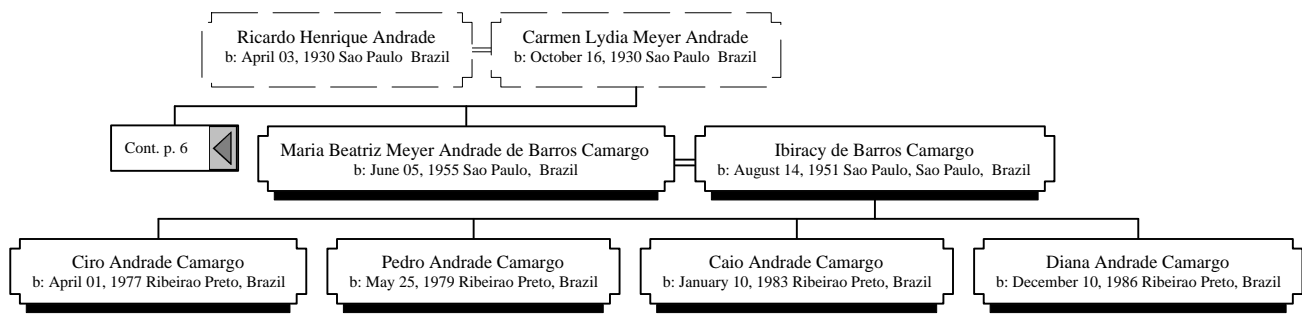 Ricardo Henrique Andrade
b: April 03, 1930 Sao Paulo  Brazil
Carmen Lydia Meyer Andrade
b: October 16, 1930 Sao Paulo  Brazil
Cont. p. 6
Maria Beatriz Meyer Andrade de Barros Camargo
b: June 05, 1955 Sao Paulo,  Brazil
Ibiracy de Barros Camargo
b: August 14, 1951 Sao Paulo, Sao Paulo,  Brazil
Ciro Andrade Camargo
b: April 01, 1977 Ribeirao Preto, Brazil
Pedro Andrade Camargo
b: May 25, 1979 Ribeirao Preto, Brazil
Caio Andrade Camargo
b: January 10, 1983 Ribeirao Preto, Brazil
Diana Andrade Camargo
b: December 10, 1986 Ribeirao Preto, Brazil